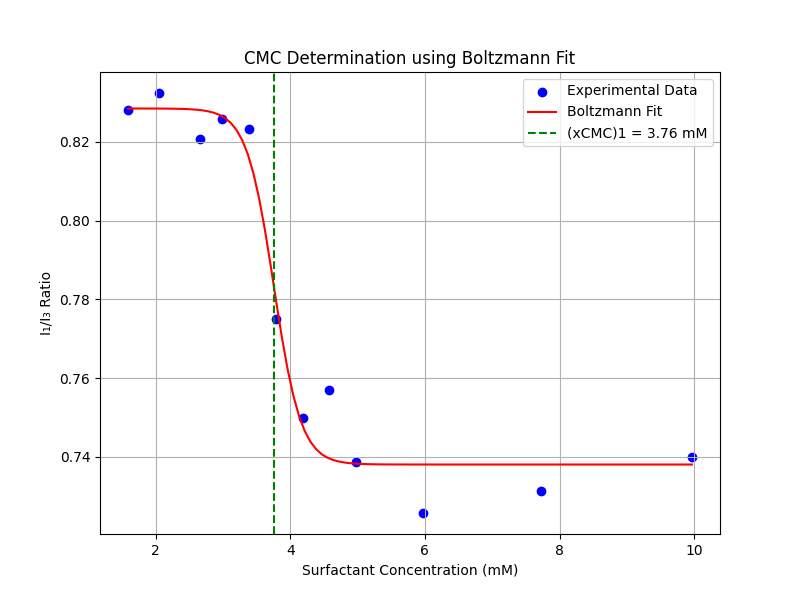 CMC Determination using Boltzmann Fit
Experimental Data
Boltzmann Fit
(xCMC)1 = 3.76 mM
I₁/I₃ Ratio
0.82
0.80
0.78
0.76
0.74
2 4 6 8 10
Surfactant Concentration (mM)